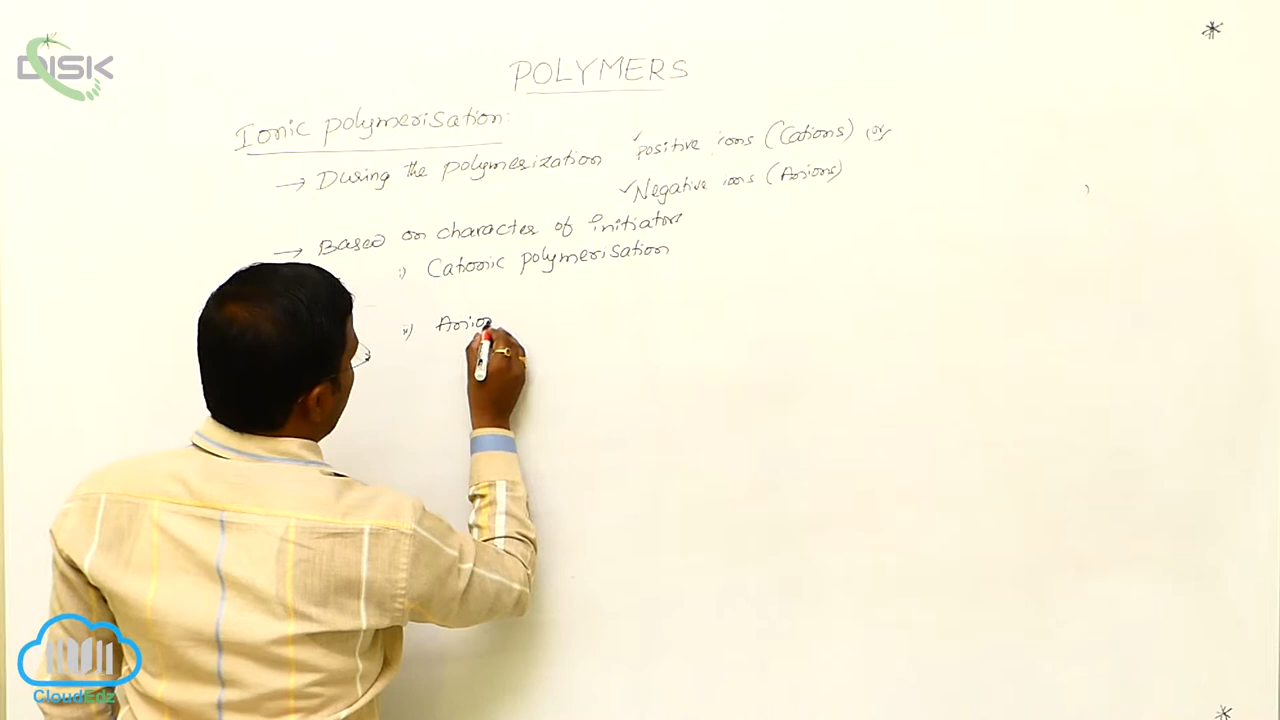 DISK
POLYMERS
Ionic polymerisation:
→ During the polymerization ✓positive ions (Cations) (or)
✓Negative ions (Anions)
→ Based on character of initiator
i) Cationic polymerisation
ii) Anion
CloudEdz